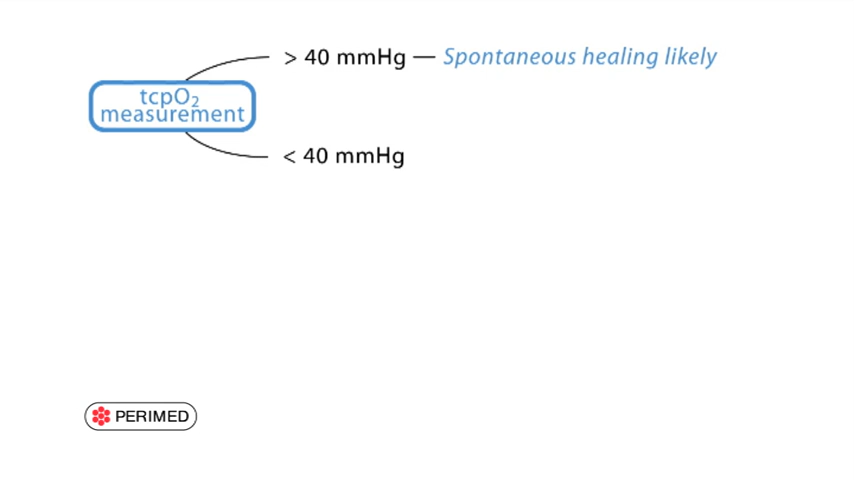 > 40 mmHg — Spontaneous healing likely
tcpO₂
measurement
< 40 mmHg
PERIMED